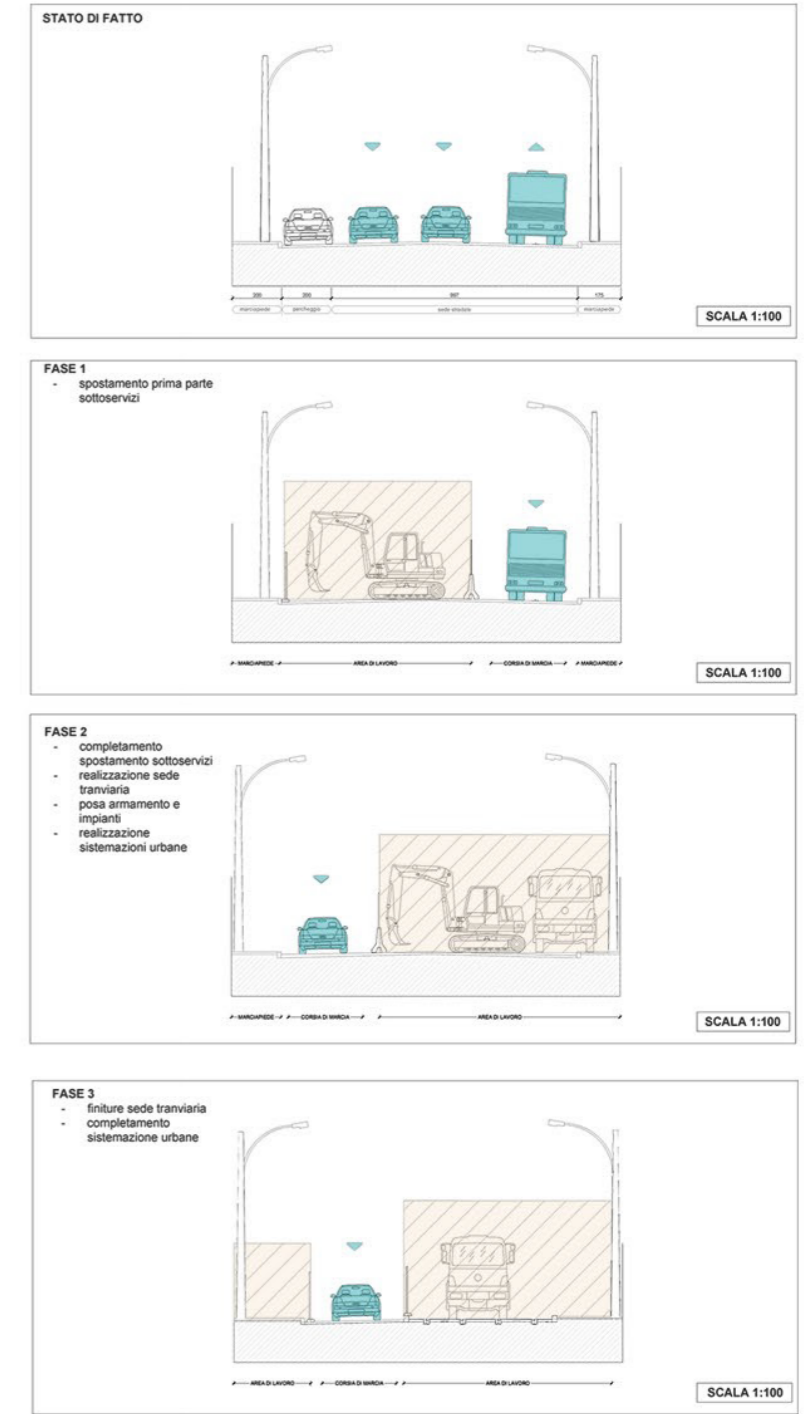 STATO DI FATTO
marciapiede parcheggio sede stradale marciapiede
SCALA 1:100
FASE 1
- spostamento prima parte
sottoservizi
MARCIAPIEDE AREA DI LAVORO CORSIA DI MARCIA MARCIAPIEDE
SCALA 1:100
FASE 2
- completamento
spostamento sottoservizi
- realizzazione sede
tranviaria
- posa armamento e
impianti
- realizzazione
sistemazioni urbane
MARCIAPIEDE CORSIA DI MARCIA AREA DI LAVORO
SCALA 1:100
FASE 3
- finiture sede tranviaria
- completamento
sistemazione urbane
AREA DI LAVORO CORSIA DI MARCIA AREA DI LAVORO
SCALA 1:100